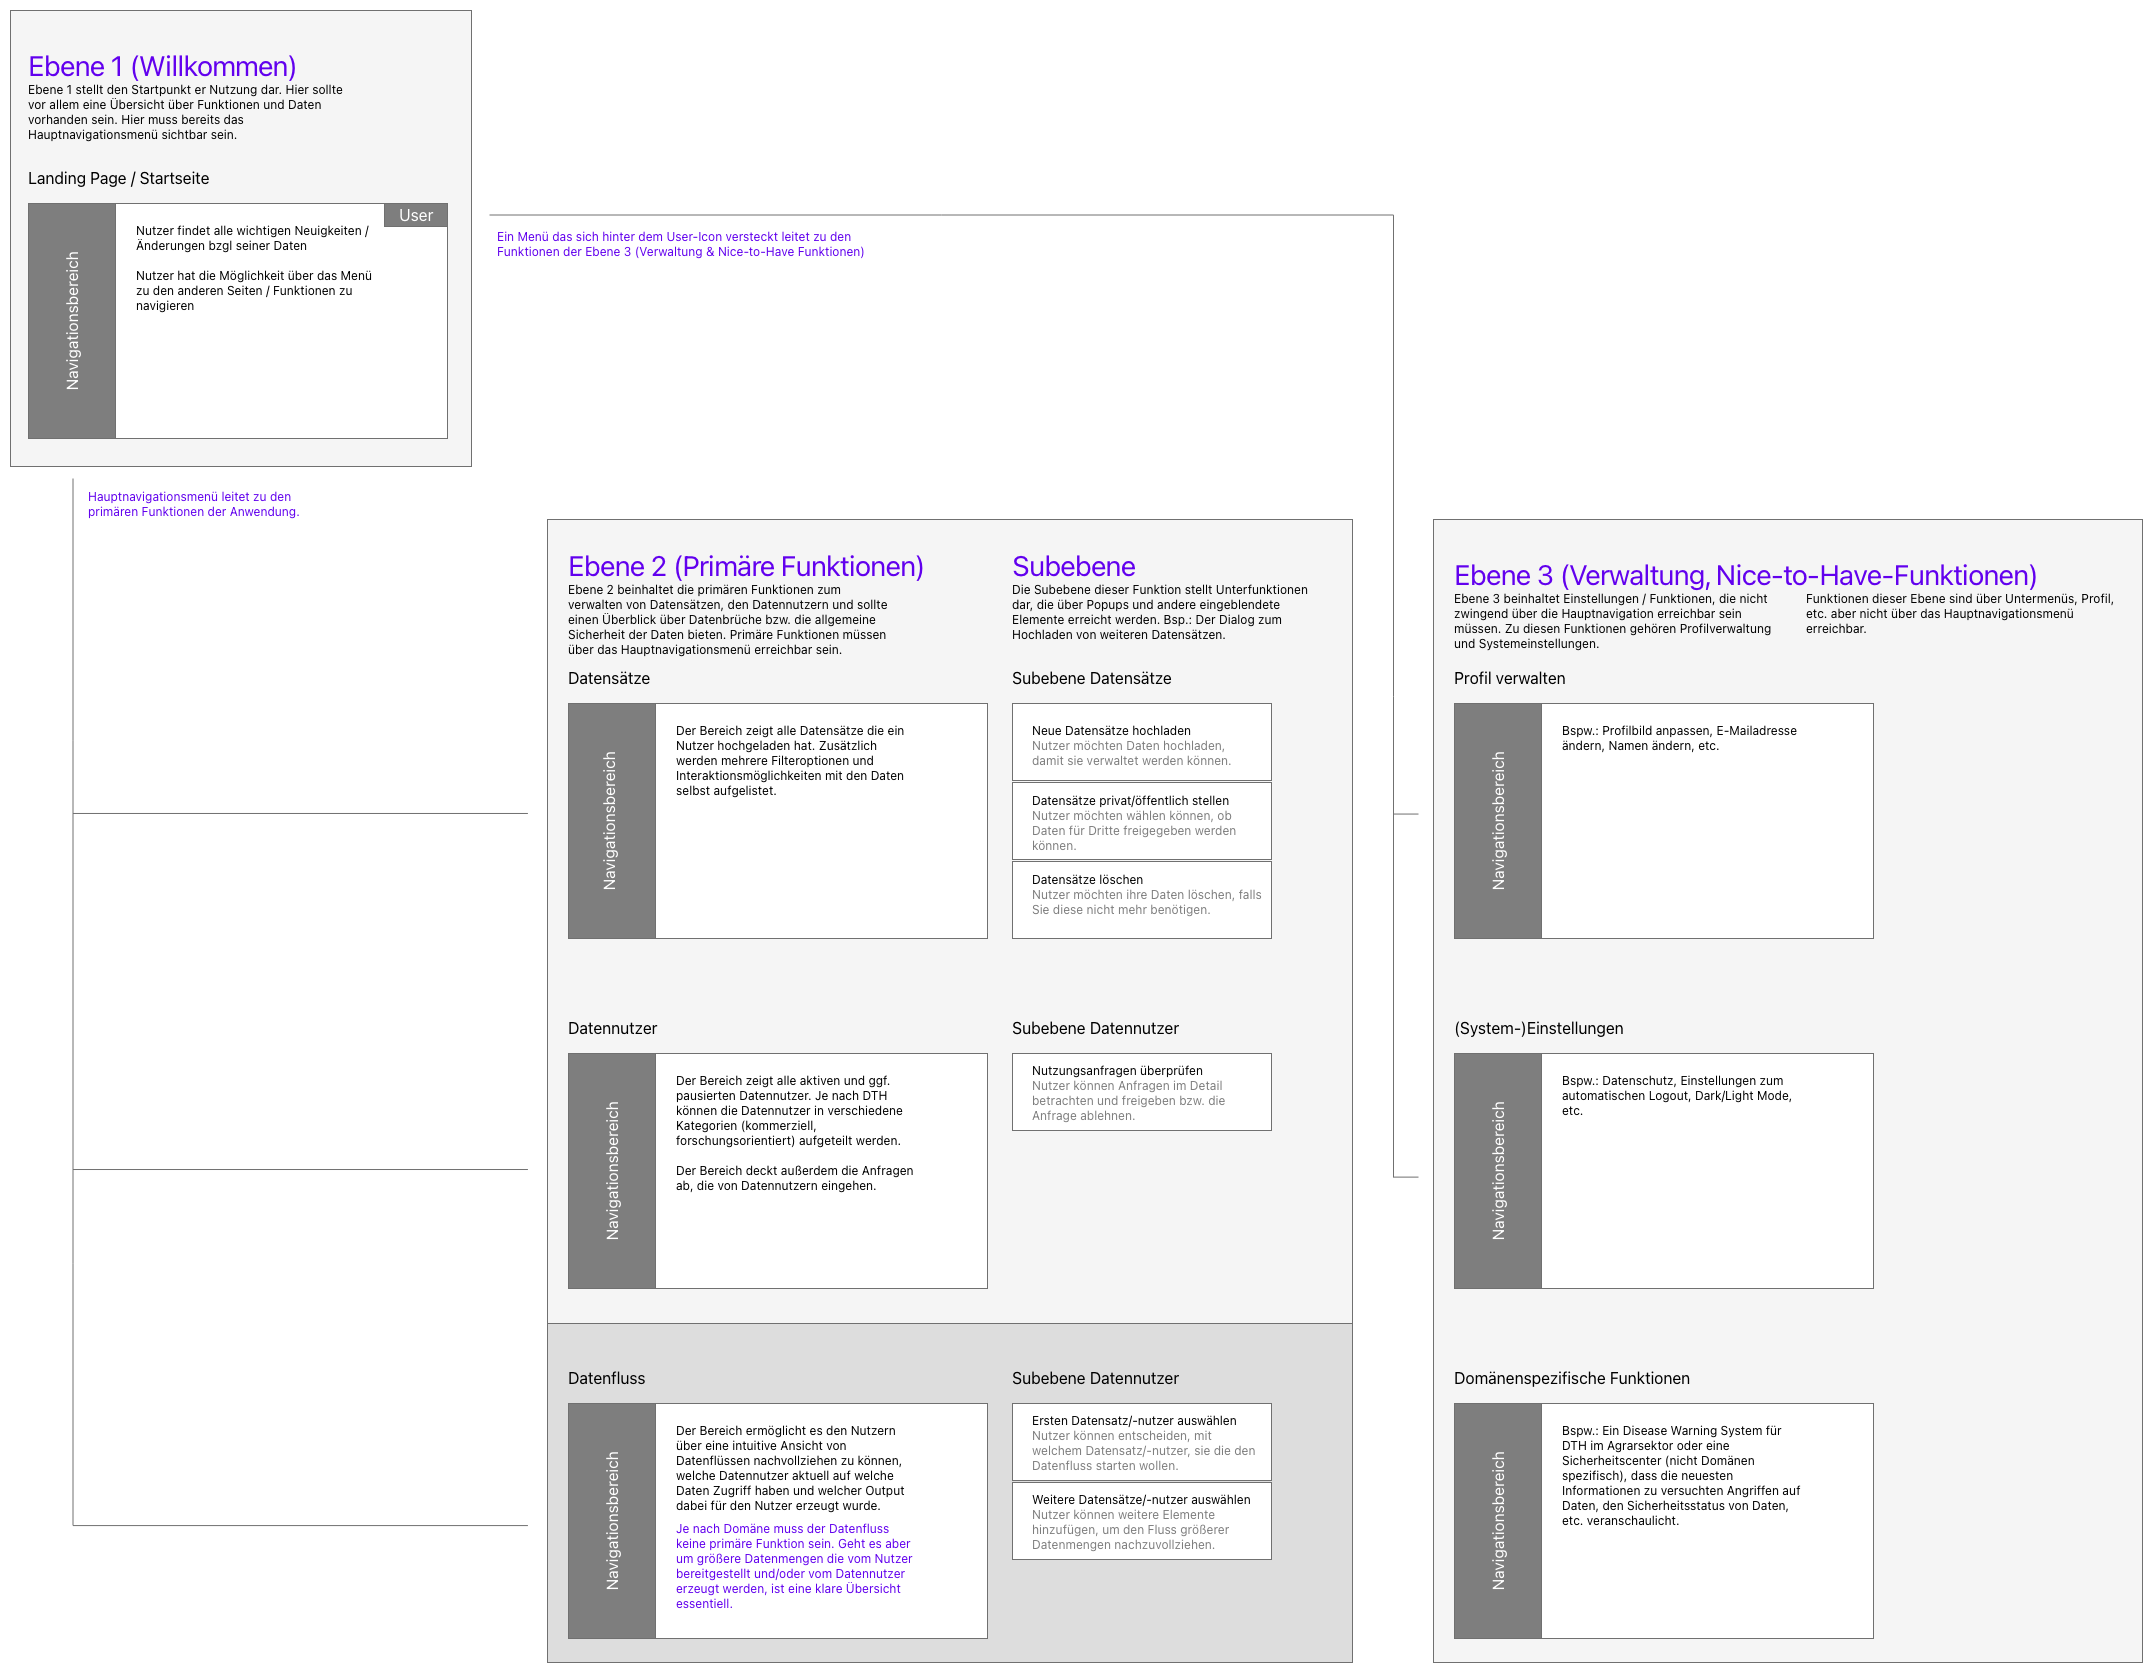 Ebene 1 (Willkommen)
Ebene 1 stellt den Startpunkt er Nutzung dar. Hier sollte
vor allem eine Übersicht über Funktionen und Daten
vorhanden sein. Hier muss bereits das
Hauptnavigationsmenü sichtbar sein.
Landing Page / Startseite
Navigationsbereich
User
Nutzer findet alle wichtigen Neuigkeiten /
Änderungen bzgl seiner Daten
Nutzer hat die Möglichkeit über das Menü
zu den anderen Seiten / Funktionen zu
navigieren
Ein Menü das sich hinter dem User-Icon versteckt leitet zu den
Funktionen der Ebene 3 (Verwaltung & Nice-to-Have Funktionen)
Hauptnavigationsmenü leitet zu den
primären Funktionen der Anwendung.
Ebene 2 (Primäre Funktionen)
Ebene 2 beinhaltet die primären Funktionen zum
verwalten von Datensätzen, den Datennutzern und sollte
einen Überblick über Datenbrüche bzw. die allgemeine
Sicherheit der Daten bieten. Primäre Funktionen müssen
über das Hauptnavigationsmenü erreichbar sein.
Subebene
Die Subebene dieser Funktion stellt Unterfunktionen
dar, die über Popups und andere eingeblendete
Elemente erreicht werden. Bsp.: Der Dialog zum
Hochladen von weiteren Datensätzen.
Datensätze
Navigationsbereich
Der Bereich zeigt alle Datensätze die ein
Nutzer hochgeladen hat. Zusätzlich
werden mehrere Filteroptionen und
Interaktionsmöglichkeiten mit den Daten
selbst aufgelistet.
Subebene Datensätze
Neue Datensätze hochladen
Nutzer möchten Daten hochladen,
damit sie verwaltet werden können.
Datensätze privat/öffentlich stellen
Nutzer möchten wählen können, ob
Daten für Dritte freigegeben werden
können.
Datensätze löschen
Nutzer möchten ihre Daten löschen, falls
Sie diese nicht mehr benötigen.
Datennutzer
Navigationsbereich
Der Bereich zeigt alle aktiven und ggf.
pausierten Datennutzer. Je nach DTH
können die Datennutzer in verschiedene
Kategorien (kommerziell,
forschungsorientiert) aufgeteilt werden.
Der Bereich deckt außerdem die Anfragen
ab, die von Datennutzern eingehen.
Subebene Datennutzer
Nutzungsanfragen überprüfen
Nutzer können Anfragen im Detail
betrachten und freigeben bzw. die
Anfrage ablehnen.
Datenfluss
Navigationsbereich
Der Bereich ermöglicht es den Nutzern
über eine intuitive Ansicht von
Datenflüssen nachvollziehen zu können,
welche Datennutzer aktuell auf welche
Daten Zugriff haben und welcher Output
dabei für den Nutzer erzeugt wurde.
Je nach Domäne muss der Datenfluss
keine primäre Funktion sein. Geht es aber
um größere Datenmengen die vom Nutzer
bereitgestellt und/oder vom Datennutzer
erzeugt werden, ist eine klare Übersicht
essentiell.
Subebene Datennutzer
Ersten Datensatz/-nutzer auswählen
Nutzer können entscheiden, mit
welchem Datensatz/-nutzer, sie die den
Datenfluss starten wollen.
Weitere Datensätze/-nutzer auswählen
Nutzer können weitere Elemente
hinzufügen, um den Fluss größerer
Datenmengen nachzuvollziehen.
Ebene 3 (Verwaltung, Nice-to-Have-Funktionen)
Ebene 3 beinhaltet Einstellungen / Funktionen, die nicht
zwingend über die Hauptnavigation erreichbar sein
müssen. Zu diesen Funktionen gehören Profilverwaltung
und Systemeinstellungen.
Funktionen dieser Ebene sind über Untermenüs, Profil,
etc. aber nicht über das Hauptnavigationsmenü
erreichbar.
Profil verwalten
Navigationsbereich
Bspw.: Profilbild anpassen, E-Mailadresse
ändern, Namen ändern, etc.
(System-)Einstellungen
Navigationsbereich
Bspw.: Datenschutz, Einstellungen zum
automatischen Logout, Dark/Light Mode,
etc.
Domänenspezifische Funktionen
Navigationsbereich
Bspw.: Ein Disease Warning System für
DTH im Agrarsektor oder eine
Sicherheitscenter (nicht Domänen
spezifisch), dass die neuesten
Informationen zu versuchten Angriffen auf
Daten, den Sicherheitsstatus von Daten,
etc. veranschaulicht.